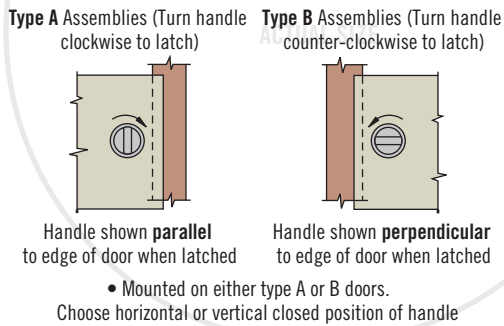 Type A Assemblies (Turn handle
clockwise to latch)
Type B Assemblies (Turn handle
counter-clockwise to latch)
ACTUAL SIZE
Handle shown parallel
to edge of door when latched
Handle shown perpendicular
to edge of door when latched
• Mounted on either type A or B doors.
Choose horizontal or vertical closed position of handle